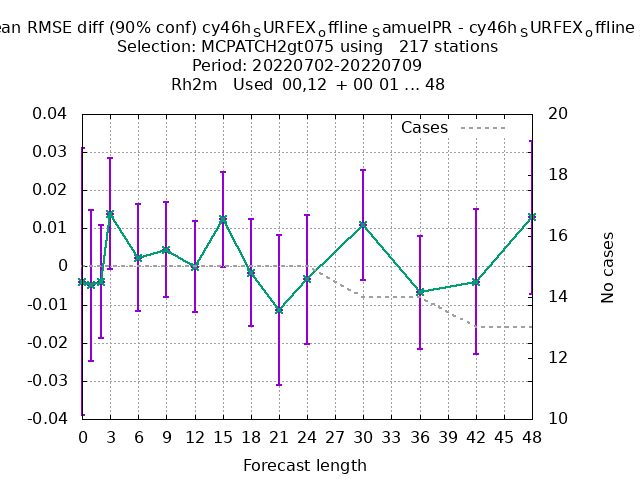 ean RMSE diff (90% conf) cy46h_SURFEX_offline_SamuelPR - cy46h_SURFEX_offline
Selection: MCPATCH2gt075 using 217 stations
Period: 20220702-20220709
Rh2m Used 00,12 + 00 01 ... 48
0.04
0.03
0.02
0.01
0
-0.01
-0.02
-0.03
-0.04
Cases
20
18
16
14
12
10
No cases
0 3 6 9 12 15 18 21 24 27 30 33 36 39 42 45 48
Forecast length